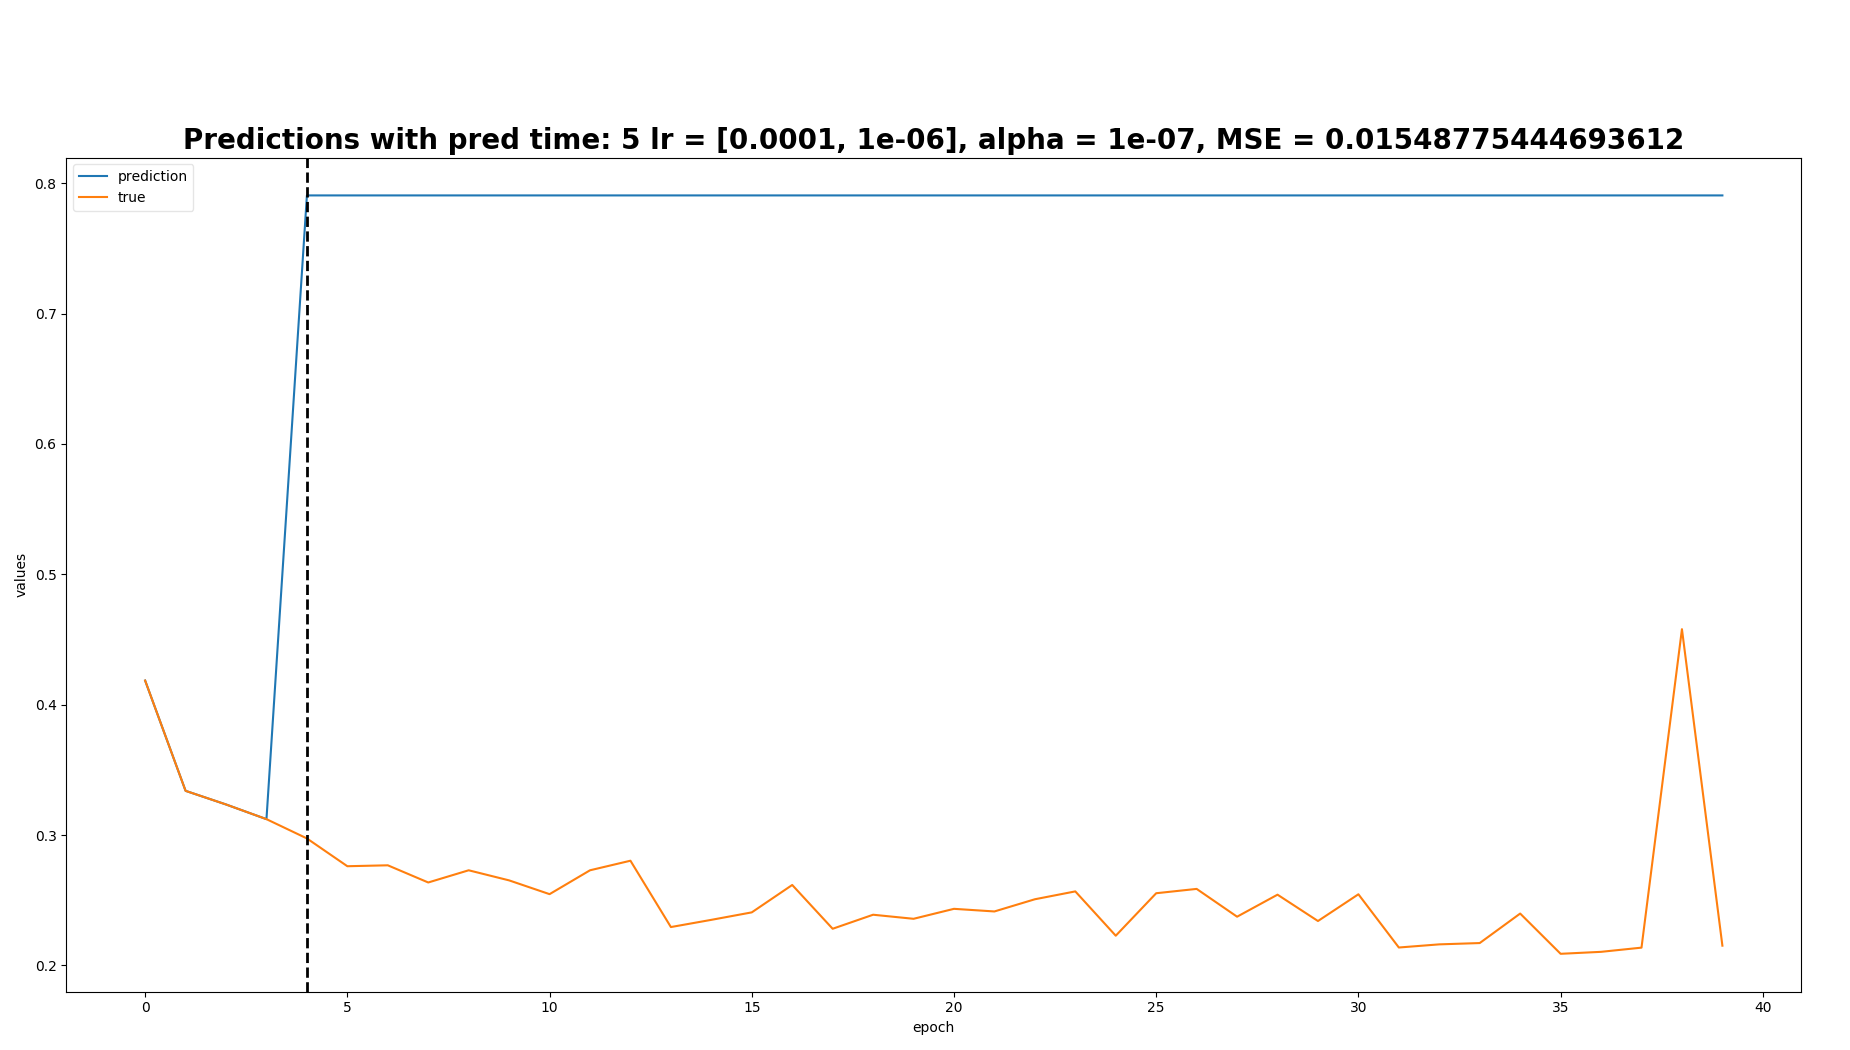 Predictions with pred time: 5 lr = [0.0001, 1e-06], alpha = 1e-07, MSE = 0.01548775444693612
prediction
true
0.8
0.7
0.6
0.5
0.4
0.3
0.2
values
0 5 10 15 20 25 30 35 40
epoch